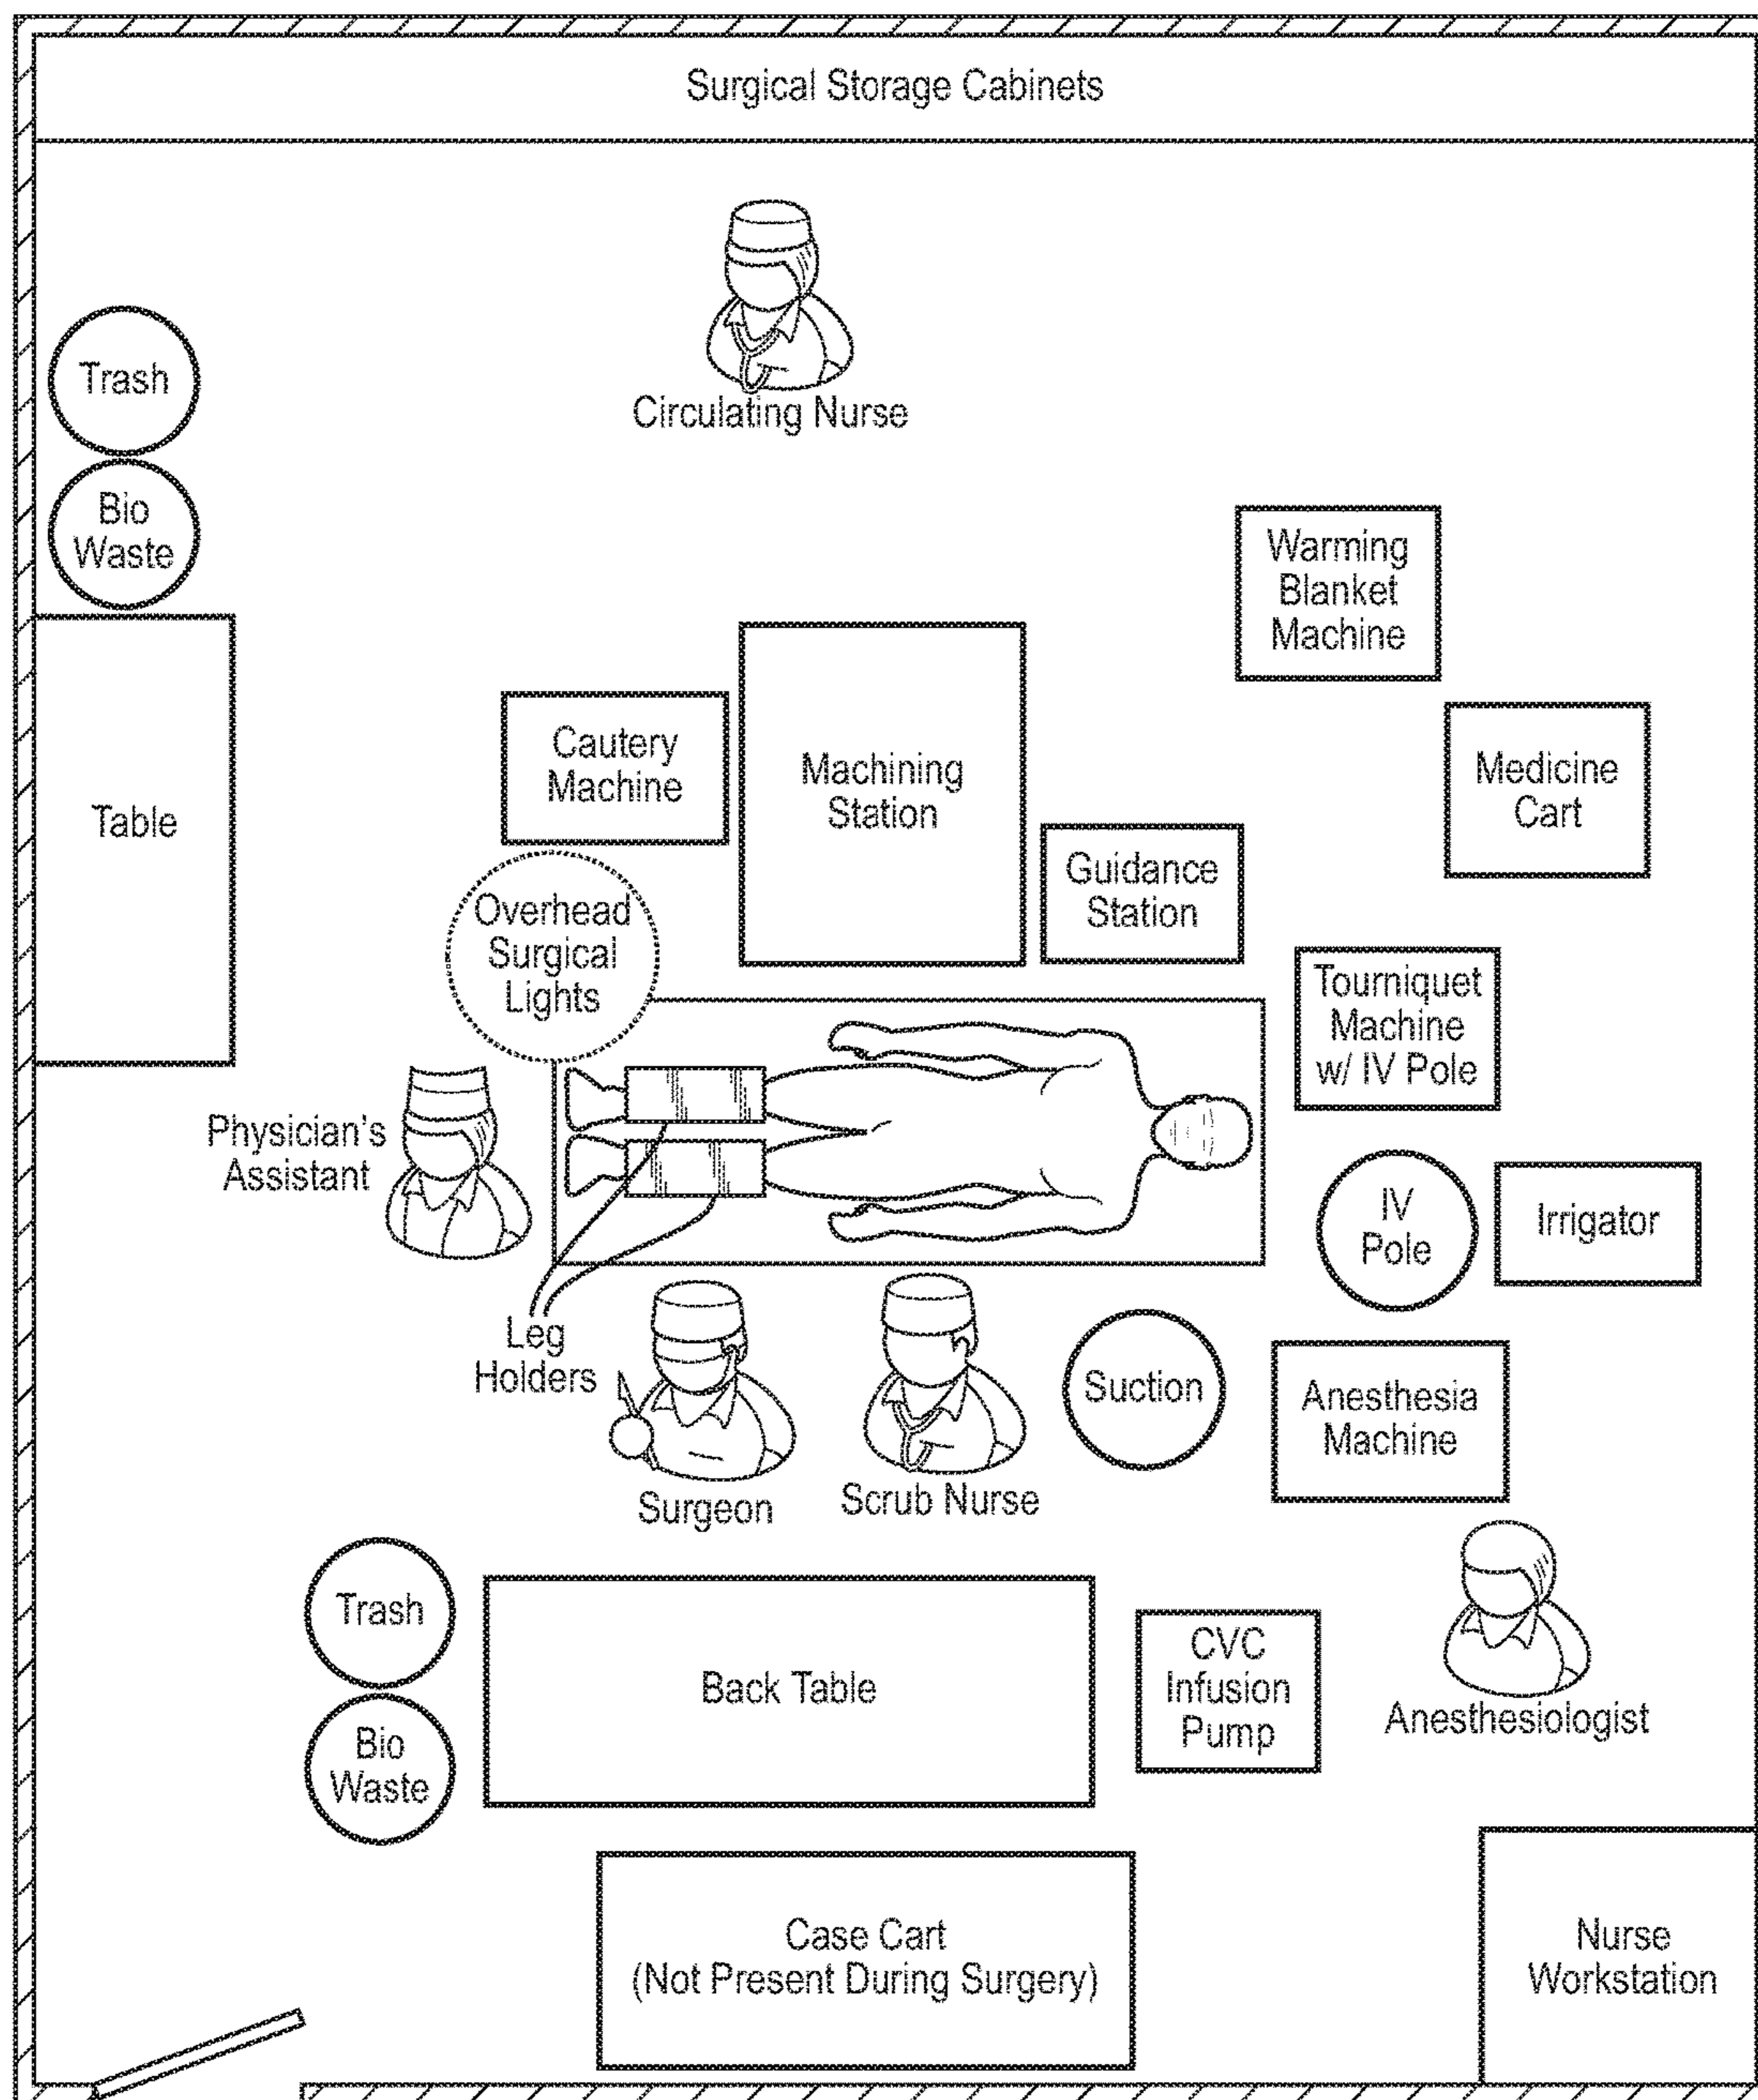 Surgical Storage Cabinets
Circulating Nurse
Trash
Bio
Waste
Table
Warming
Blanket
Machine
Cautery
Machine
Machining
Station
Medicine
Cart
Guidance
Station
Overhead
Surgical
Lights
Tourniquet
Machine
w/ IV Pole
Physician's
Assistant
IV
Pole
Irrigator
Leg
Holders
Surgeon
Scrub Nurse
Suction
Anesthesia
Machine
Trash
Bio
Waste
Back Table
CVC
Infusion
Pump
Anesthesiologist
Case Cart
(Not Present During Surgery)
Nurse
Workstation